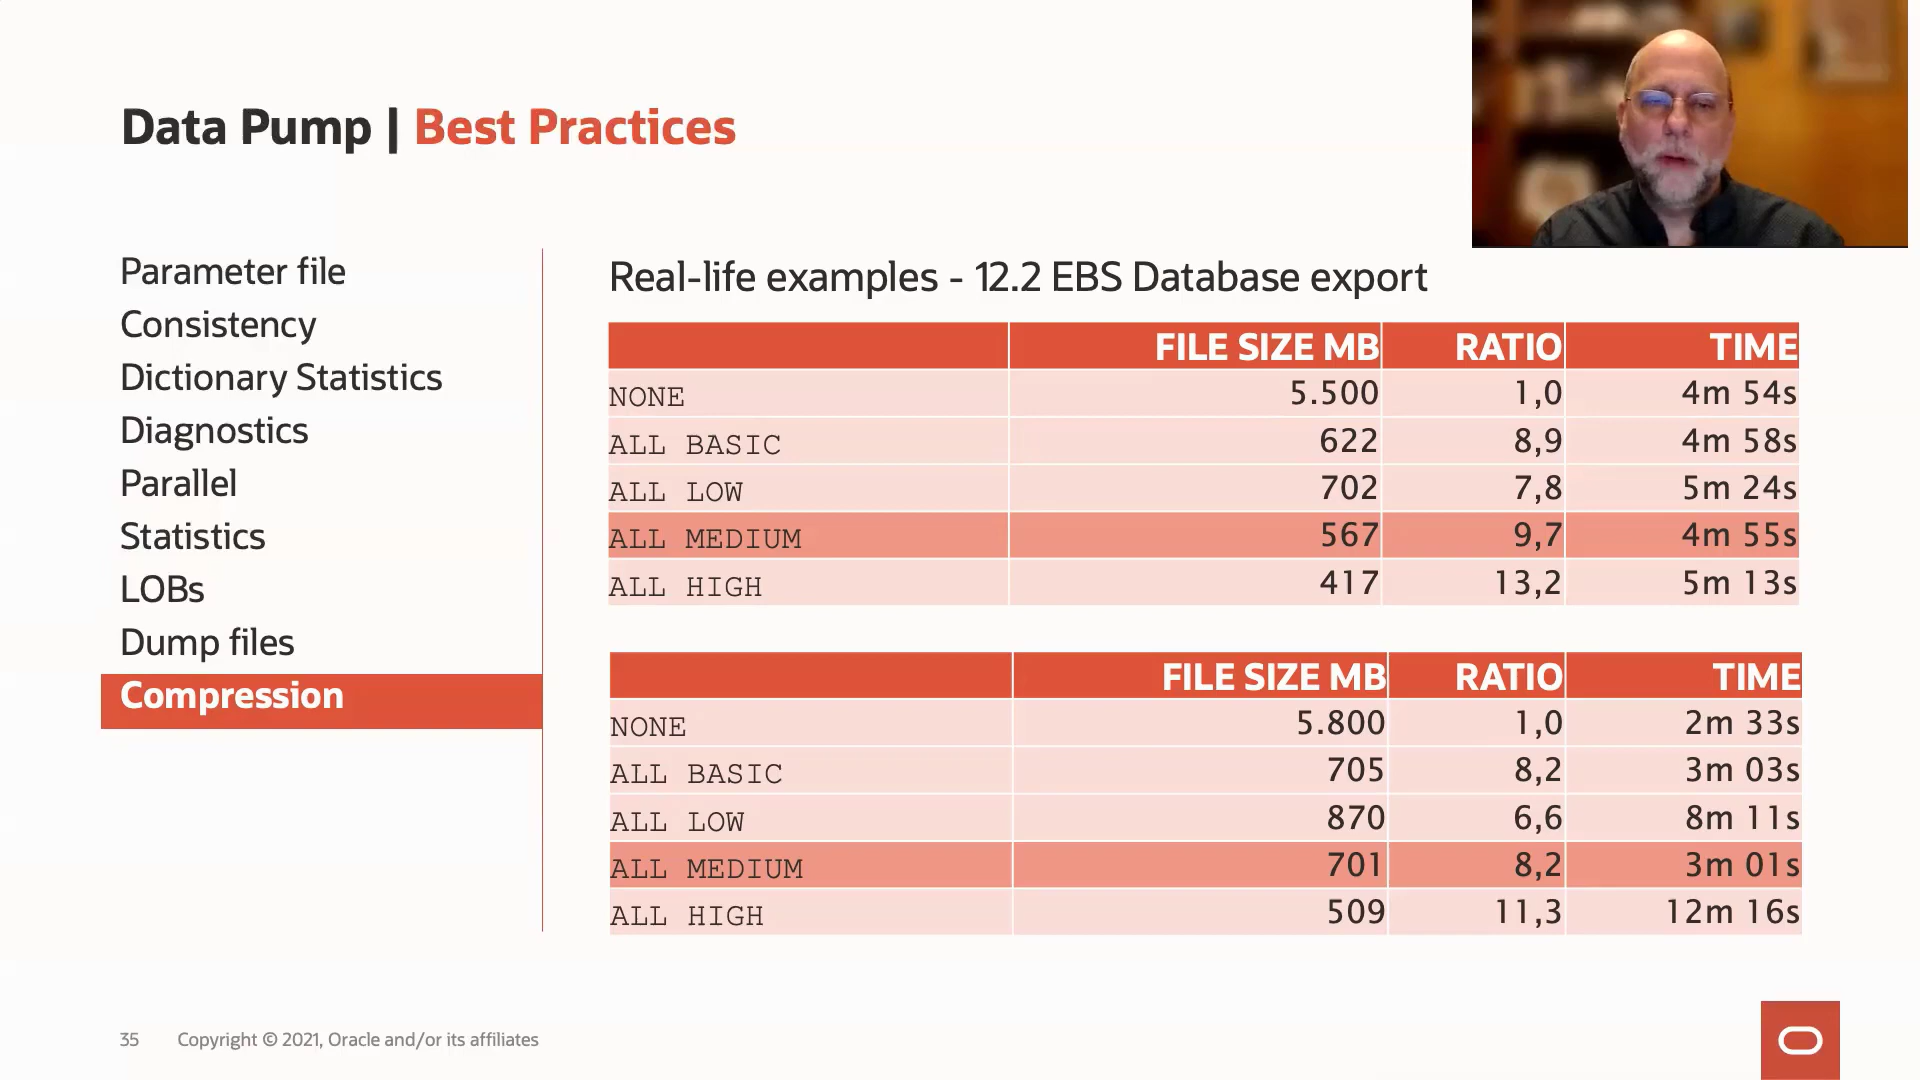 Data Pump | Best Practices
Parameter file
Consistency
Dictionary Statistics
Diagnostics
Parallel
Statistics
LOBs
Dump files
Compression
Real-life examples - 12.2 EBS Database export
FILE SIZE MB RATIO TIME
NONE 5.500 1,0 4m 54s
ALL BASIC 622 8,9 4m 58s
ALL LOW 702 7,8 5m 24s
ALL MEDIUM 567 9,7 4m 55s
ALL HIGH 417 13,2 5m 13s
FILE SIZE MB RATIO TIME
NONE 5.800 1,0 2m 33s
ALL BASIC 705 8,2 3m 03s
ALL LOW 870 6,6 8m 11s
ALL MEDIUM 701 8,2 3m 01s
ALL HIGH 509 11,3 12m 16s
35 Copyright © 2021, Oracle and/or its affiliates